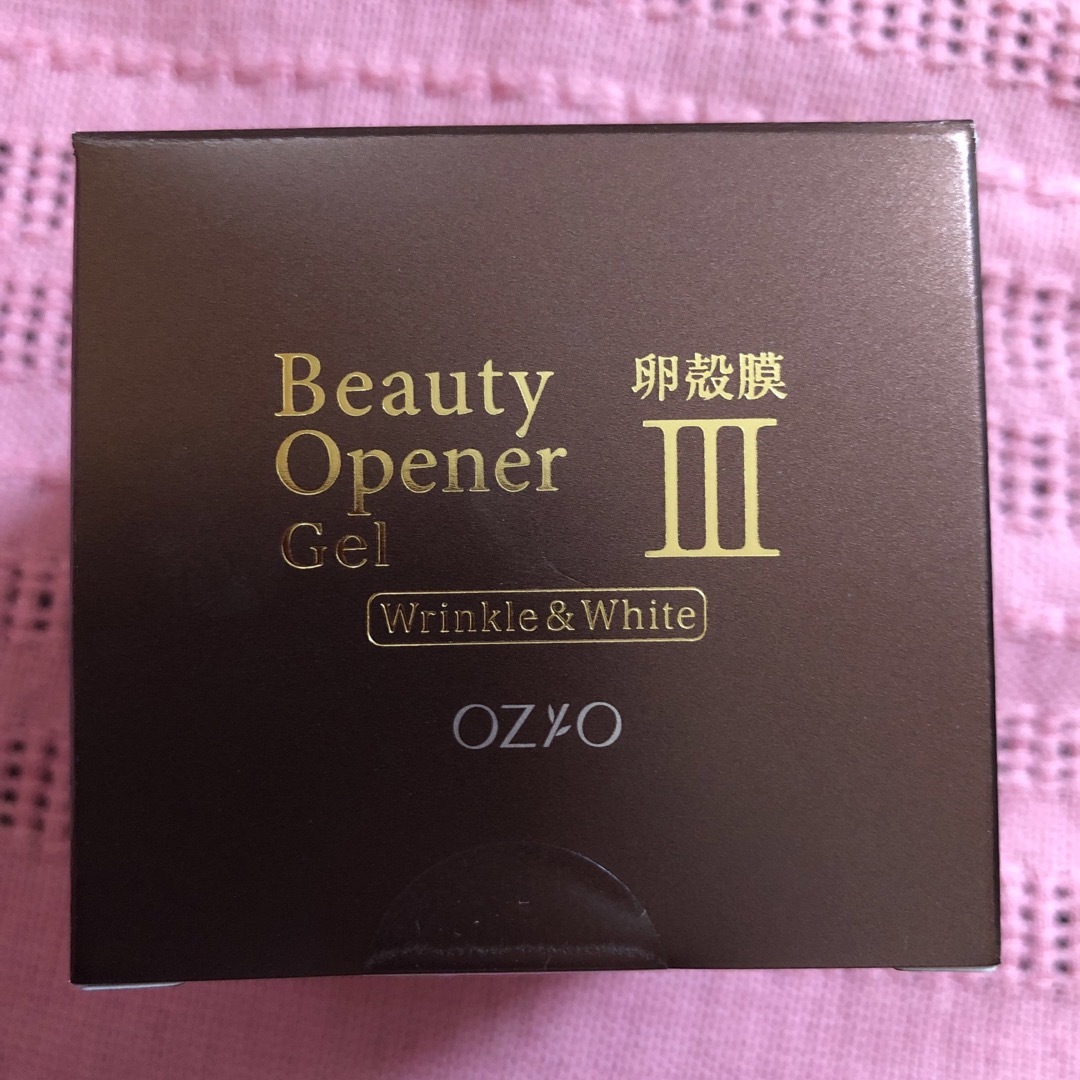 Beauty
Opener
Gel
卵殻膜
III
Wrinkle & White
OZIO